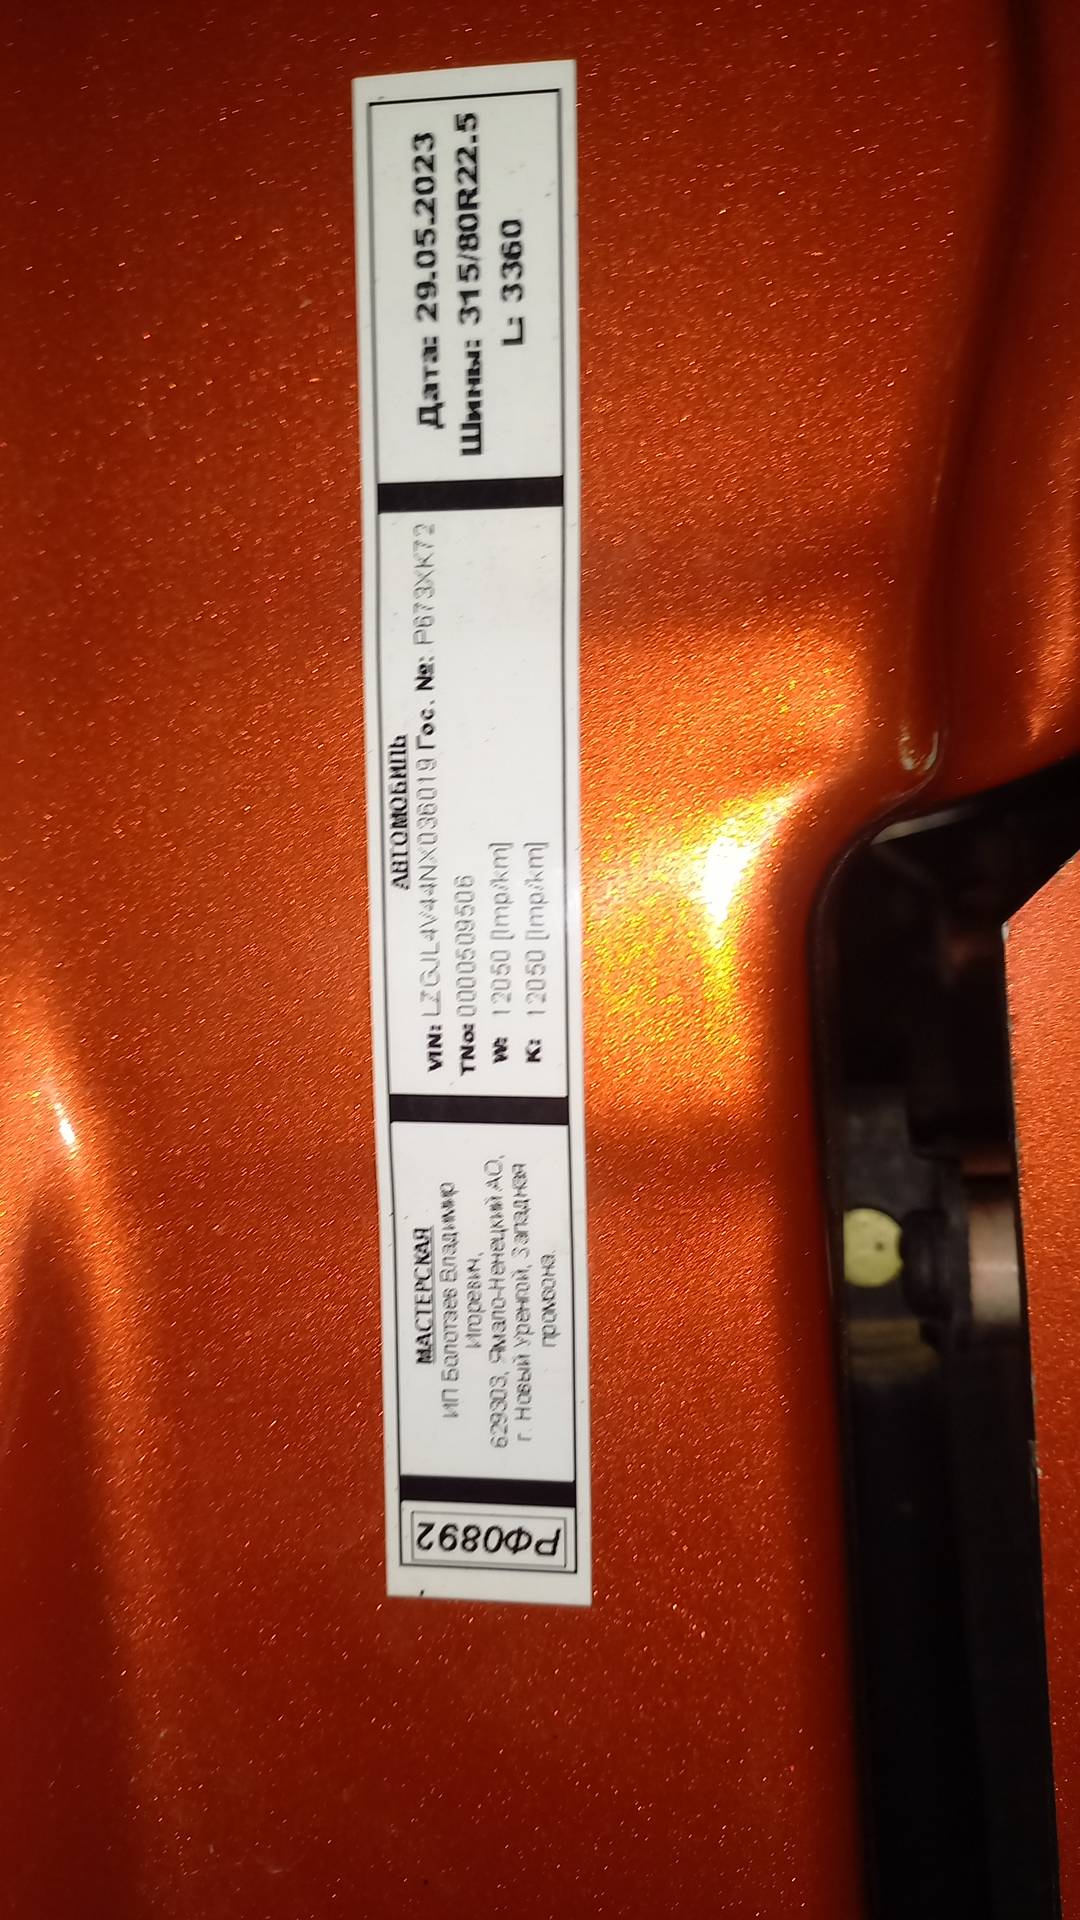 РФ0892
МАСТЕРСКАЯ
ИП Болотаев Владимир
Игоревич,
629303, Ямало-Ненецкий АО,
г. Новый Уренгой, Западная
промзона.
АВТОМОБИЛЬ
VIN: LZGJL4V44NX036019 Гос. №: Р673ХК72
TNo: 0000509506
W: 12050 [Imp/km]
K: 12050 [Imp/km]
Дата: 29.05.2023
Шины: 315/80R22.5
L: 3360